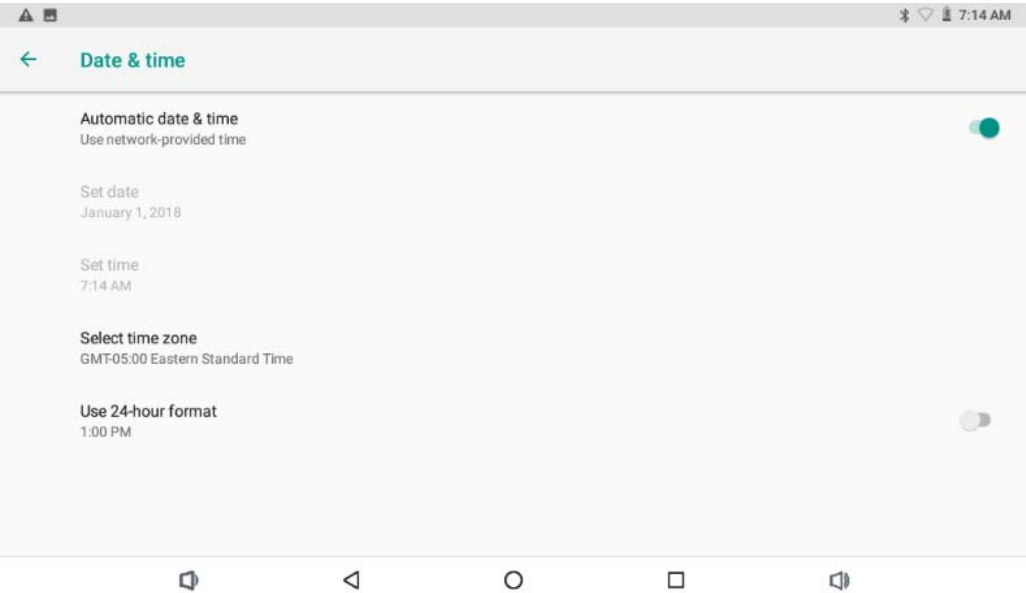 7:14 AM
Date & time
Automatic date & time
Use network-provided time
Set date
January 1, 2018
Set time
7:14 AM
Select time zone
GMT-05:00 Eastern Standard Time
Use 24-hour format
1:00 PM